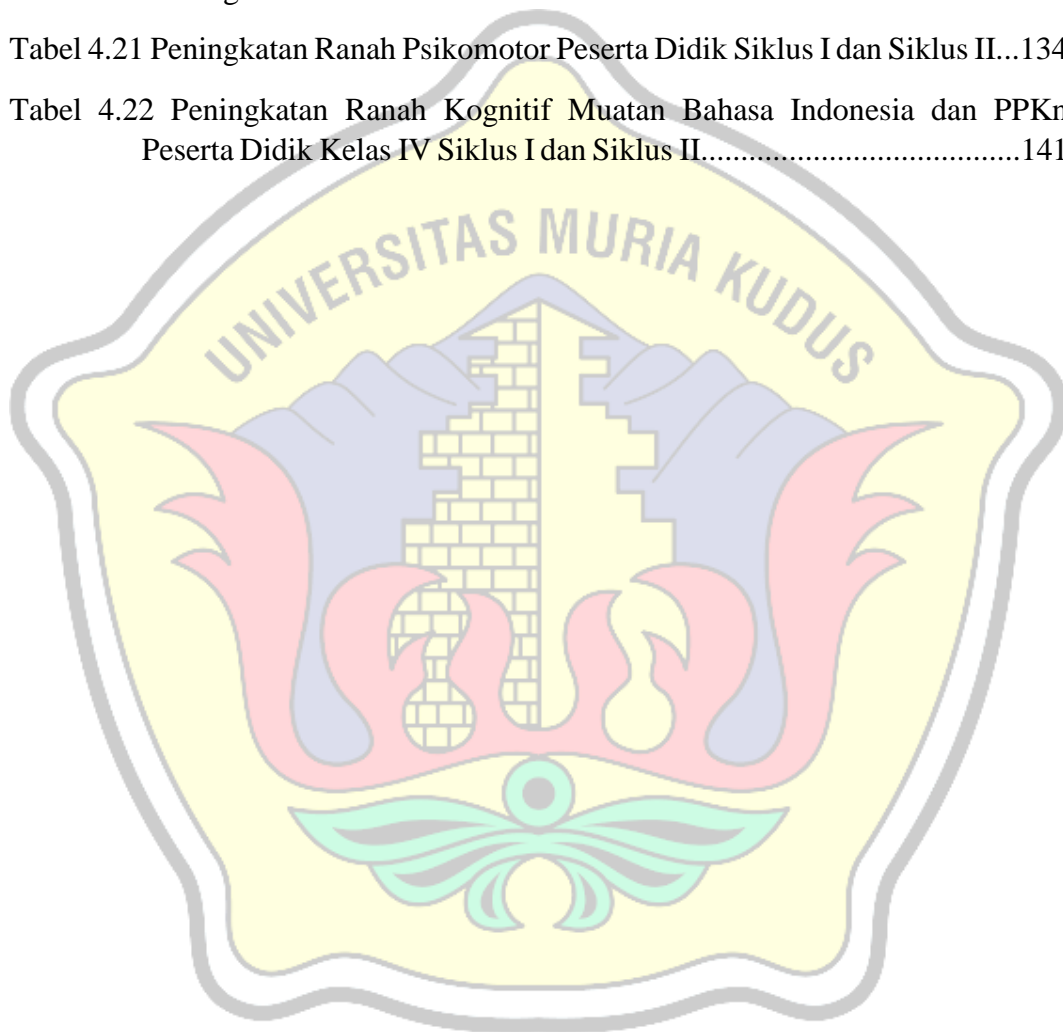 Tabel 4.21 Peningkatan Ranah Psikomotor Peserta Didik Siklus I dan Siklus II...134
Tabel 4.22 Peningkatan Ranah Kognitif Muatan Bahasa Indonesia dan PPKn
Peserta Didik Kelas IV Siklus I dan Siklus II.......................................141
UNIVERSITAS MURIA KUDUS